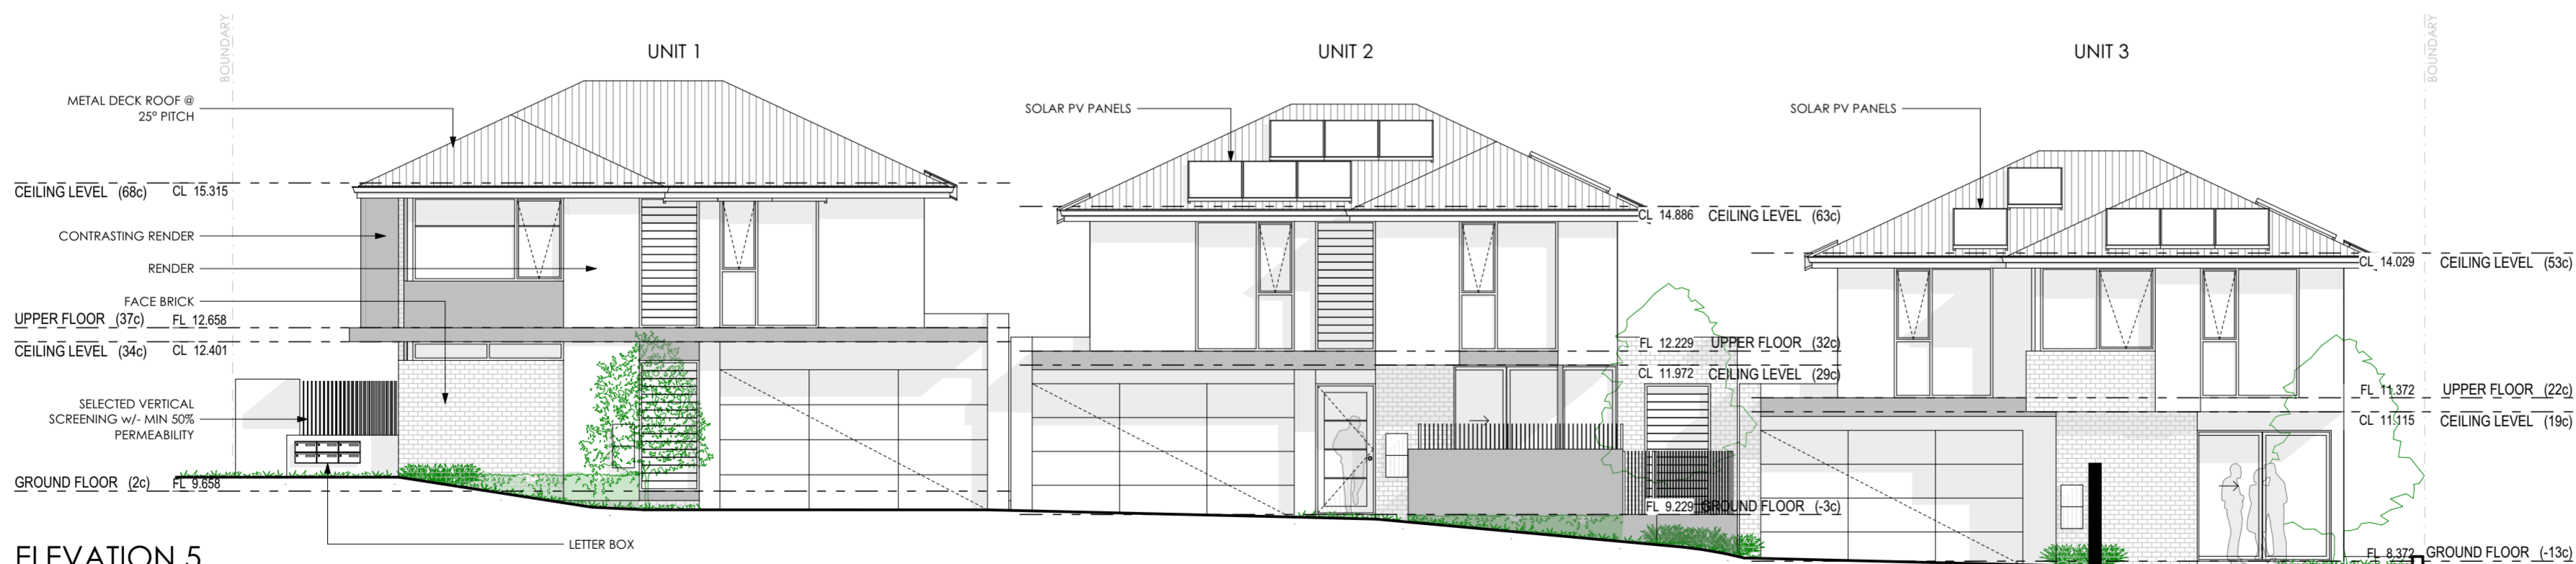 BOUNDARY
BOUNDARY
UNIT 1
UNIT 2
UNIT 3
METAL DECK ROOF @
25° PITCH
SOLAR PV PANELS
SOLAR PV PANELS
CEILING LEVEL (68c) CL 15.315
CL 14.886 CEILING LEVEL (63c)
CONTRASTING RENDER
RENDER
CL 14.029 CEILING LEVEL (53c)
FACE BRICK
UPPER FLOOR (37c) FL 12.658
CEILING LEVEL (34c) CL 12.401
FL 12.229 UPPER FLOOR (32c)
CL 11.972 CEILING LEVEL (29c)
FL 11.372 UPPER FLOOR (22c)
CL 11.115 CEILING LEVEL (19c)
SELECTED VERTICAL
SCREENING w/- MIN 50%
PERMEABILITY
GROUND FLOOR (2c) FL 9.658
FL 9.229 GROUND FLOOR (-3c)
LETTER BOX
FL 8.372 GROUND FLOOR (-13c)
ELEVATION 5